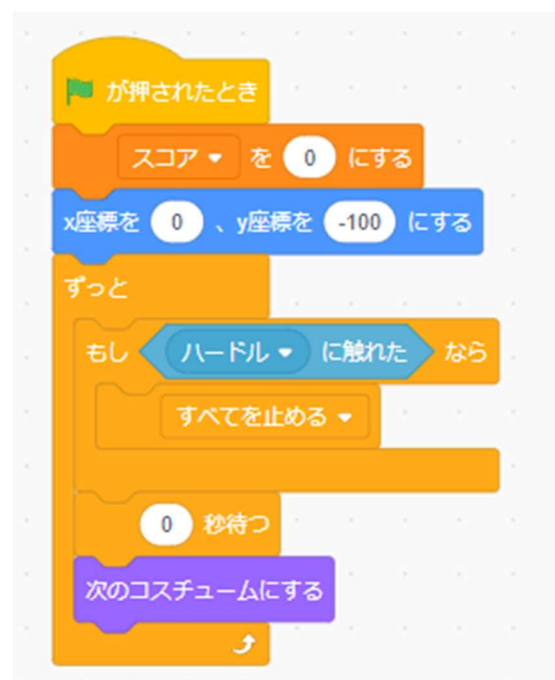 が押されたとき
スコア を 0 にする
x座標を 0 、y座標を -100 にする
ずっと
もし ハードル に触れた なら
すべてを止める
0 秒待つ
次のコスチュームにする